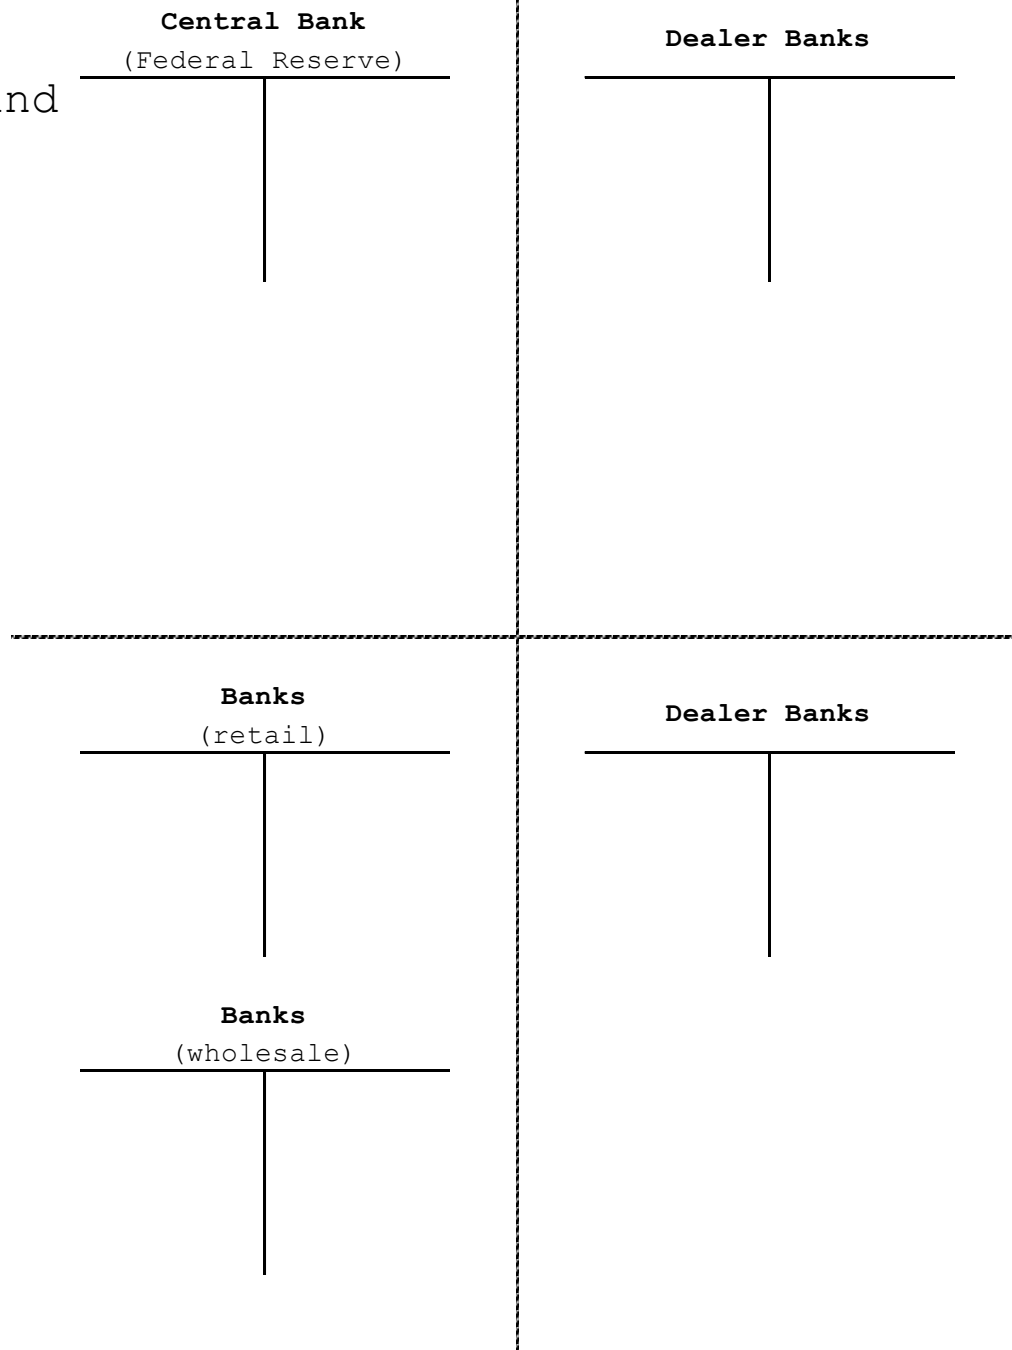 Central Bank
(Federal Reserve)
Dealer Banks
Banks
(retail)
Dealer Banks
Banks
(wholesale)